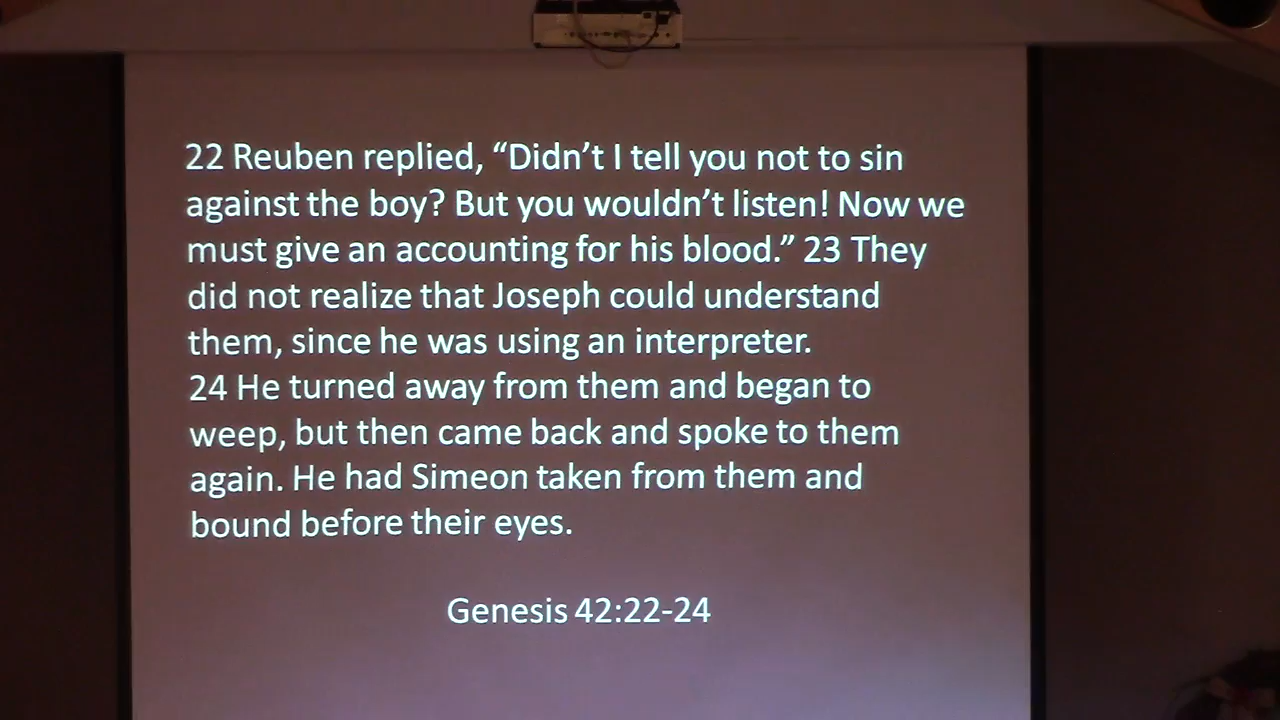 22 Reuben replied, “Didn’t I tell you not to sin
against the boy? But you wouldn’t listen! Now we
must give an accounting for his blood.” 23 They
did not realize that Joseph could understand
them, since he was using an interpreter.
24 He turned away from them and began to
weep, but then came back and spoke to them
again. He had Simeon taken from them and
bound before their eyes.
Genesis 42:22-24